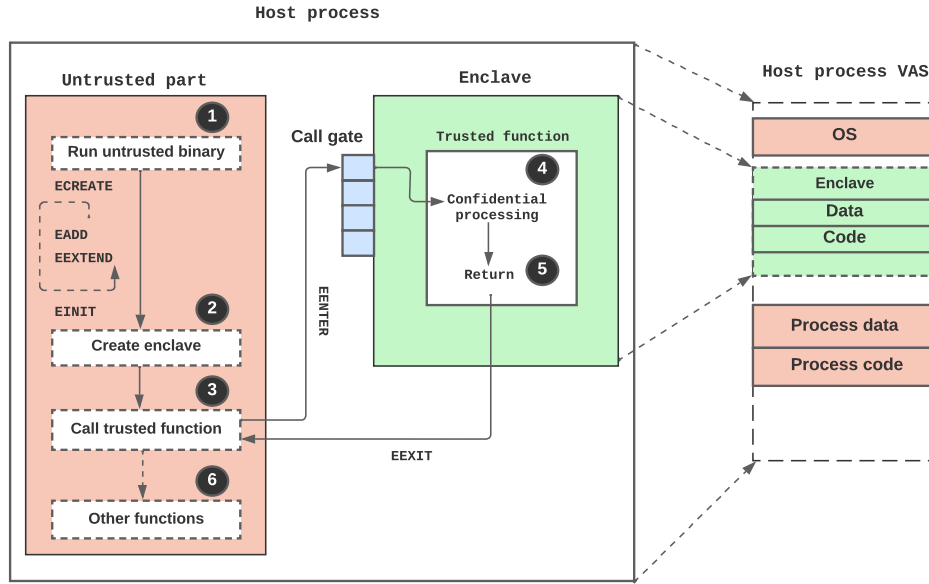 Host process
Untrusted part
1
Run untrusted binary
ECREATE
EADD
EEXTEND
EINIT
2
Create enclave
3
Call trusted function
6
Other functions
Call gate
EENTER
EEXIT
Enclave
Trusted function
4
Confidential
processing
Return
5
Host process VAS
OS
Enclave
Data
Code
Process data
Process code